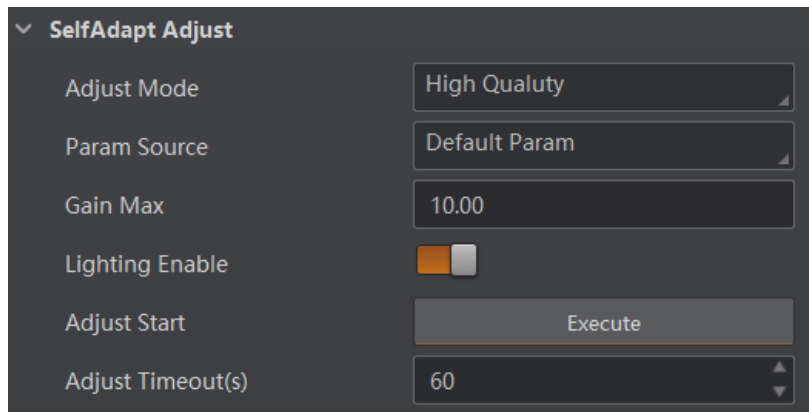 SelfAdapt Adjust
Adjust Mode High Qualuty
Param Source Default Param
Gain Max 10.00
Lighting Enable
Adjust Start Execute
Adjust Timeout(s) 60